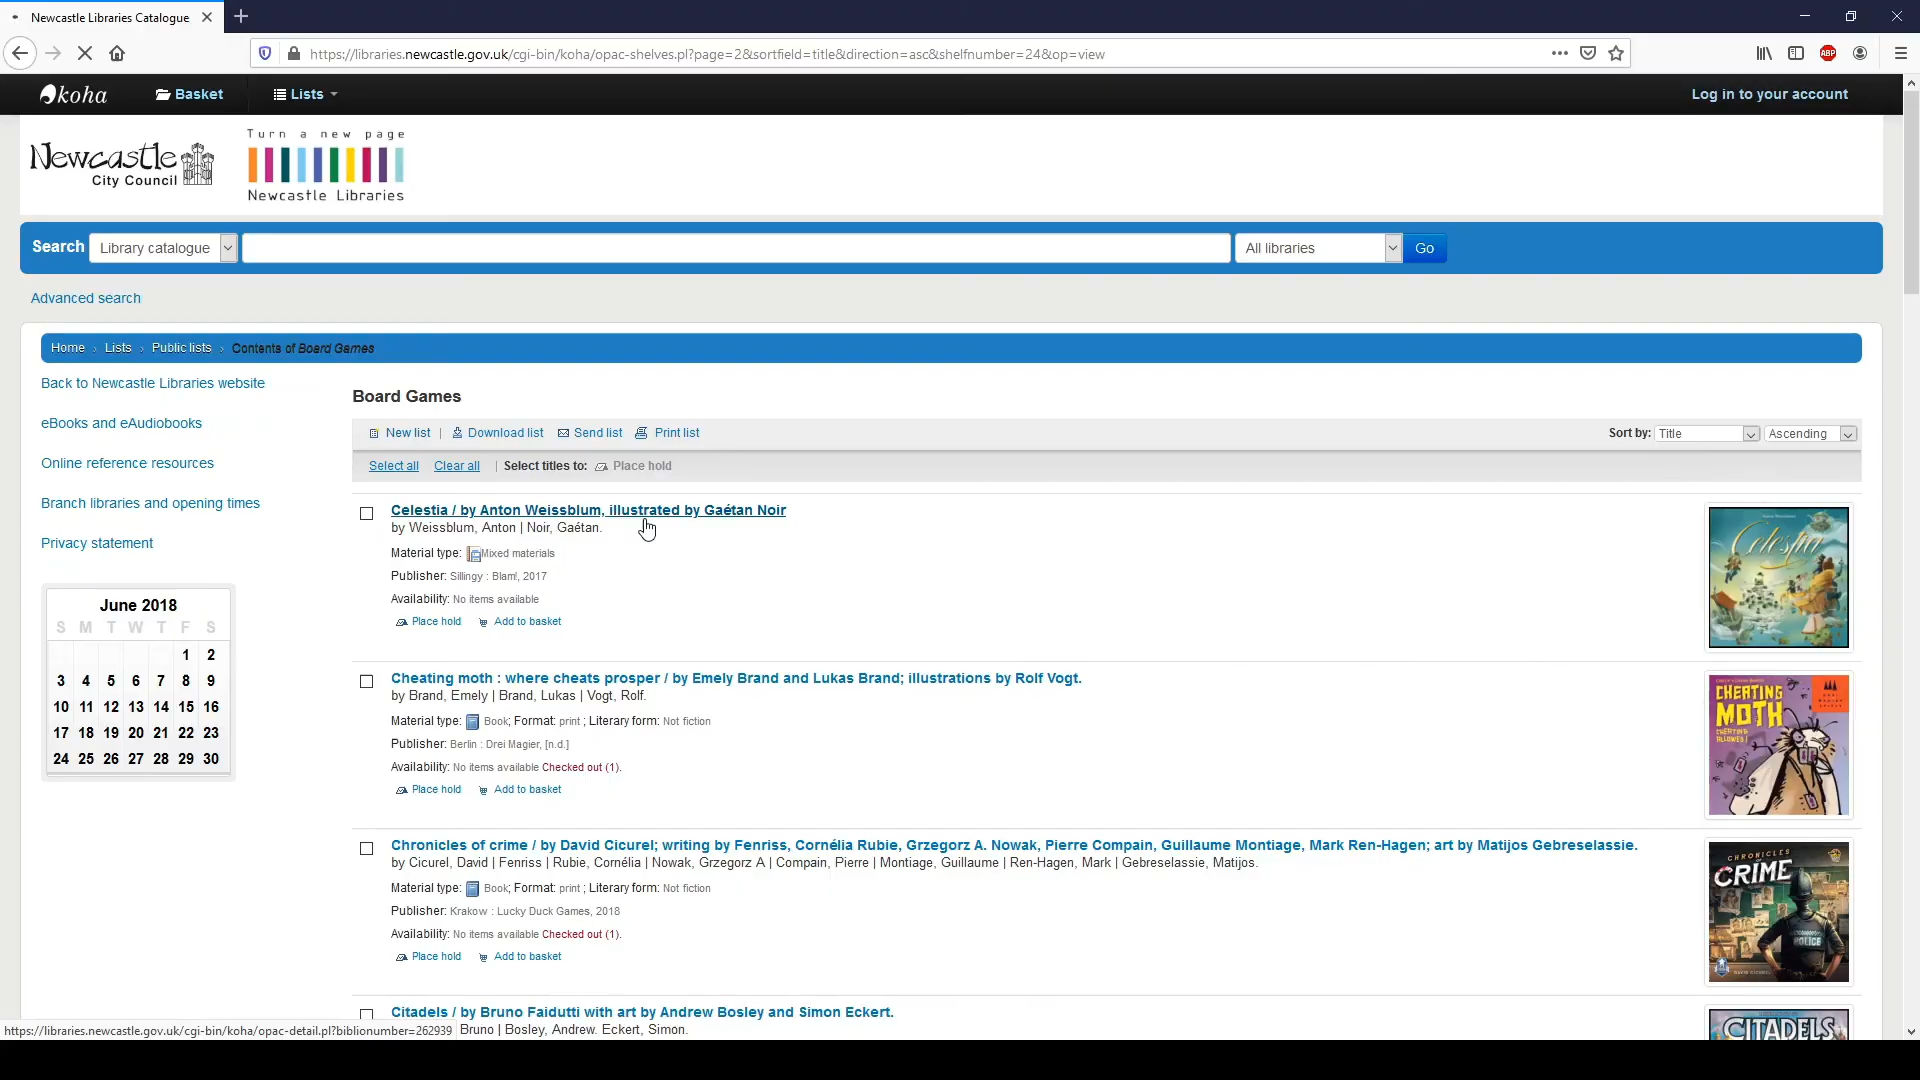 Newcastle Libraries Catalogue
https://libraries.newcastle.gov.uk/cgi-bin/koha/opac-shelves.pl?page=2&sortfield=title&direction=asc&shelfnumber=24&op=view
ABP
koha
Basket
Lists
Log in to your account
Newcastle
City Council
Turn a new page
Newcastle Libraries
Search
Library catalogue
All libraries
Go
Advanced search
Home › Lists › Public lists › Contents of Board Games
Back to Newcastle Libraries website
eBooks and eAudiobooks
Online reference resources
Branch libraries and opening times
Privacy statement
June 2018
S M T W T F S
1 2
3 4 5 6 7 8 9
10 11 12 13 14 15 16
17 18 19 20 21 22 23
24 25 26 27 28 29 30
Board Games
New list | Download list Send list Print list
Sort by: Title Ascending
Select all Clear all | Select titles to: Place hold
Celestia / by Anton Weissblum, illustrated by Gaétan Noir
by Weissblum, Anton | Noir, Gaétan.
Material type: Mixed materials
Publisher: Sillingy : Blam!, 2017
Availability: No items available
Place hold Add to basket
Celestia
Cheating moth : where cheats prosper / by Emely Brand and Lukas Brand; illustrations by Rolf Vogt.
by Brand, Emely | Brand, Lukas | Vogt, Rolf.
Material type: Book; Format: print ; Literary form: Not fiction
Publisher: Berlin : Drei Magier, [n.d.]
Availability: No items available Checked out (1).
Place hold Add to basket
CHEATING
MOTH
CHEATING
ALLOWED!
Chronicles of crime / by David Cicurel; writing by Fenriss, Cornélia Rubie, Grzegorz A. Nowak, Pierre Compain, Guillaume Montiage, Mark Ren-Hagen; art by Matijos Gebreselassie.
by Cicurel, David | Fenriss | Rubie, Cornélia | Nowak, Grzegorz A | Compain, Pierre | Montiage, Guillaume | Ren-Hagen, Mark | Gebreselassie, Matijos.
Material type: Book; Format: print ; Literary form: Not fiction
Publisher: Krakow : Lucky Duck Games, 2018
Availability: No items available Checked out (1).
Place hold Add to basket
CHRONICLES OF
CRIME
POLICE
Citadels / by Bruno Faidutti with art by Andrew Bosley and Simon Eckert.
Bruno | Bosley, Andrew. Eckert, Simon.
CITADELS
https://libraries.newcastle.gov.uk/cgi-bin/koha/opac-detail.pl?biblionumber=262939